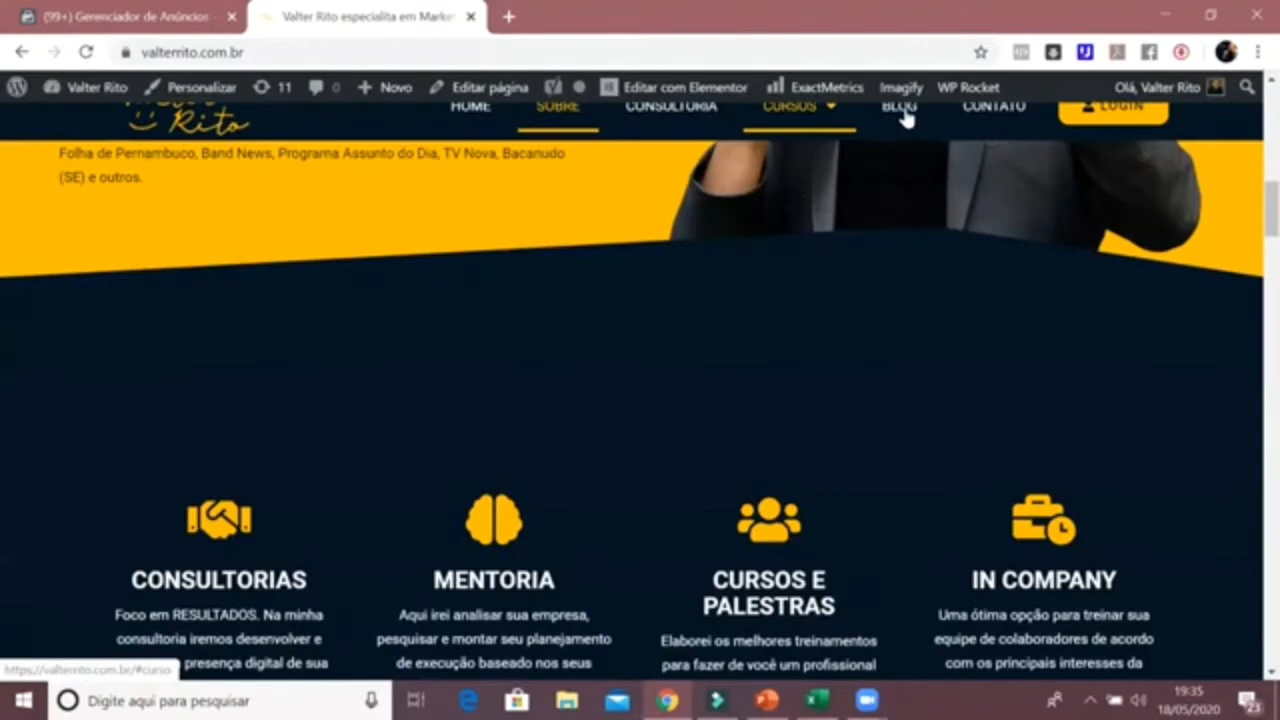 (99+) Gerenciador de Anúncios
Valter Rito especialita em Market
valterrito.com.br
Valter Rito
Personalizar
11
0
Novo
Editar página
Editar com Elementor
ExactMetrics
Imagify
WP Rocket
Olá, Valter Rito
Rito
HOME
SOBRE
CONSULTORIA
CURSOS
BLOG
CONTATO
LOGIN
Folha de Pernambuco, Band News, Programa Assunto do Dia, TV Nova, Bacanudo
(SE) e outros.
CONSULTORIAS
Foco em RESULTADOS. Na minha
consultoria iremos desenvolver e
presença digital de sua
MENTORIA
Aqui irei analisar sua empresa,
pesquisar e montar seu planejamento
de execução baseado nos seus
CURSOS E
PALESTRAS
Elaborei os melhores treinamentos
para fazer de você um profissional
IN COMPANY
Uma ótima opção para treinar sua
equipe de colaboradores de acordo
com os principais interesses da
https://valterrito.com.br/#curso
Digite aqui para pesquisar
19:35
18/05/2020
23